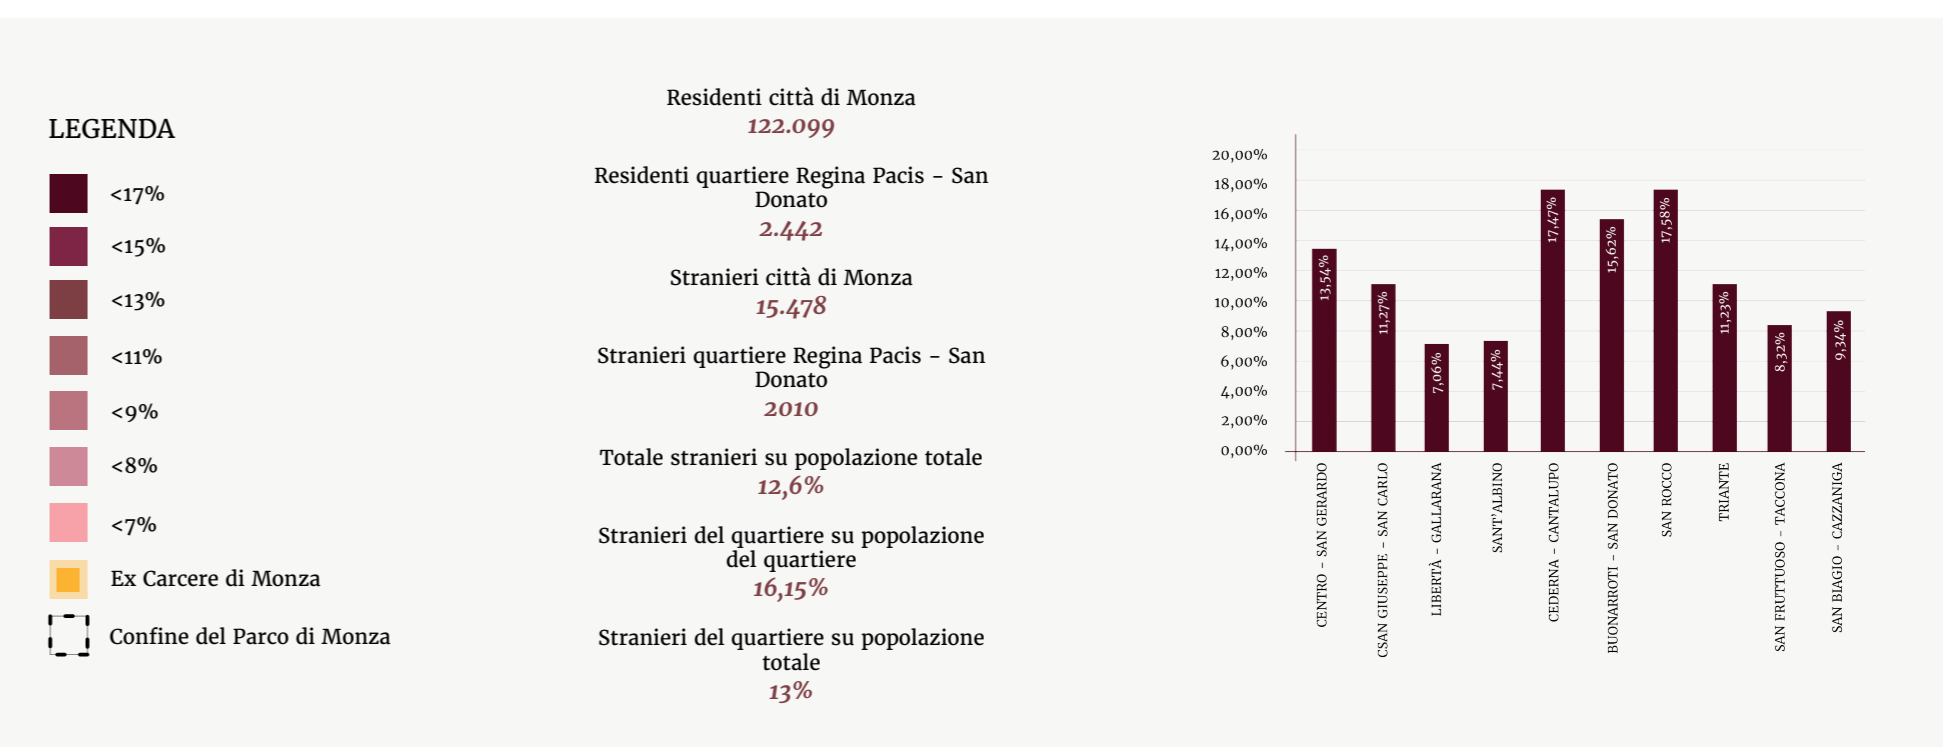 LEGENDA
<17%
<15%
<13%
<11%
<9%
<8%
<7%
Ex Carcere di Monza
Confine del Parco di Monza
Residenti città di Monza
122.099
Residenti quartiere Regina Pacis - San
Donato
2.442
Stranieri città di Monza
15.478
Stranieri quartiere Regina Pacis - San
Donato
2010
Totale stranieri su popolazione totale
12,6%
Stranieri del quartiere su popolazione
del quartiere
16,15%
Stranieri del quartiere su popolazione
totale
13%
20,00%
18,00%
16,00%
14,00%
12,00%
10,00%
8,00%
6,00%
4,00%
2,00%
0,00%
13,54%
11,27%
7,06%
7,44%
17,47%
15,62%
17,58%
11,23%
8,32%
9,34%
CENTRO - SAN GERARDO
CSAN GIUSEPPE - SAN CARLO
LIBERTÀ - GALLARANA
SANT'ALBINO
CEDERNA - CANTALUPO
BUONARROTI - SAN DONATO
SAN ROCCO
TRIANTE
SAN FRUTTUOSO - TACCONA
SAN BIAGIO - CAZZANIGA